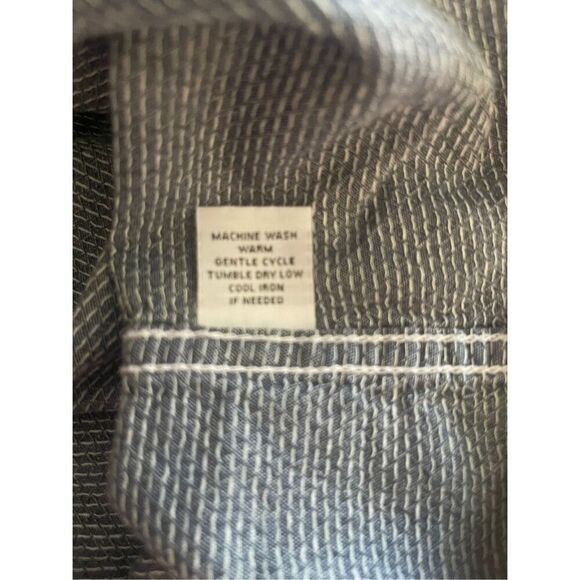 MACHINE WASH
WARM
GENTLE CYCLE
TUMBLE DRY LOW
COOL IRON
IF NEEDED